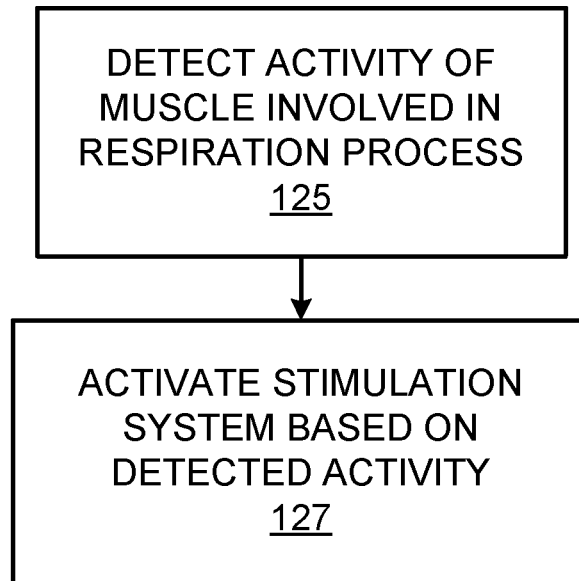 DETECT ACTIVITY OF
MUSCLE INVOLVED IN
RESPIRATION PROCESS
125
ACTIVATE STIMULATION
SYSTEM BASED ON
DETECTED ACTIVITY
127